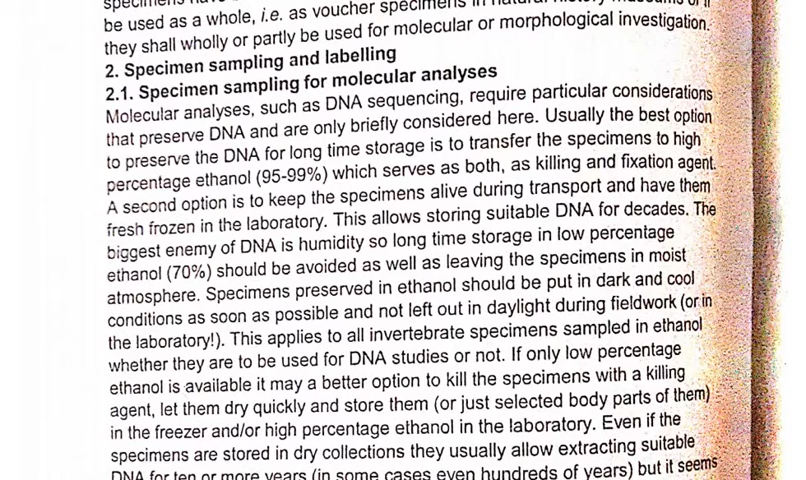 be used as a whole, i.e. as voucher specimens in natural history museums or if
they shall wholly or partly be used for molecular or morphological investigation.
2. Specimen sampling and labelling
2.1. Specimen sampling for molecular analyses
Molecular analyses, such as DNA sequencing, require particular considerations
that preserve DNA and are only briefly considered here. Usually the best option
to preserve the DNA for long time storage is to transfer the specimens to high
percentage ethanol (95-99%) which serves as both, as killing and fixation agent.
A second option is to keep the specimens alive during transport and have them
fresh frozen in the laboratory. This allows storing suitable DNA for decades. The
biggest enemy of DNA is humidity so long time storage in low percentage
ethanol (70%) should be avoided as well as leaving the specimens in moist
atmosphere. Specimens preserved in ethanol should be put in dark and cool
conditions as soon as possible and not left out in daylight during fieldwork (or in
the laboratory!). This applies to all invertebrate specimens sampled in ethanol
whether they are to be used for DNA studies or not. If only low percentage
ethanol is available it may a better option to kill the specimens with a killing
agent, let them dry quickly and store them (or just selected body parts of them)
in the freezer and/or high percentage ethanol in the laboratory. Even if the
specimens are stored in dry collections they usually allow extracting suitable
DNA for ten or more years (in some cases even hundreds of years) but it seems